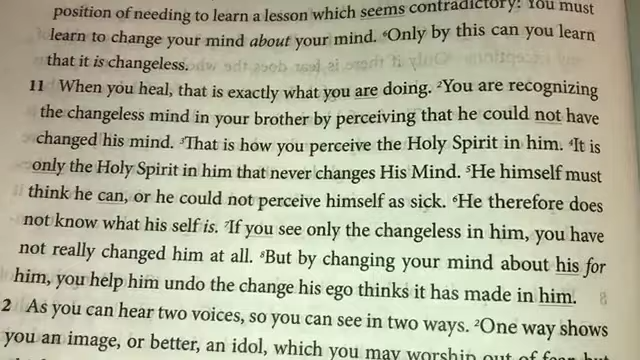 position of needing to learn a lesson which seems contradictory: You must
learn to change your mind about your mind. ⁶Only by this can you learn
that it is changeless.
11 When you heal, that is exactly what you are doing. ²You are recognizing
the changeless mind in your brother by perceiving that he could not have
changed his mind. ³That is how you perceive the Holy Spirit in him. ⁴It is
only the Holy Spirit in him that never changes His Mind. ⁵He himself must
think he can, or he could not perceive himself as sick. ⁶He therefore does
not know what his self is. ⁷If you see only the changeless in him, you have
not really changed him at all. ⁸But by changing your mind about his for
him, you help him undo the change his ego thinks it has made in him.
2 As you can hear two voices, so you can see in two ways. ²One way shows
you an image, or better, an idol, which you may worship out of fear, but